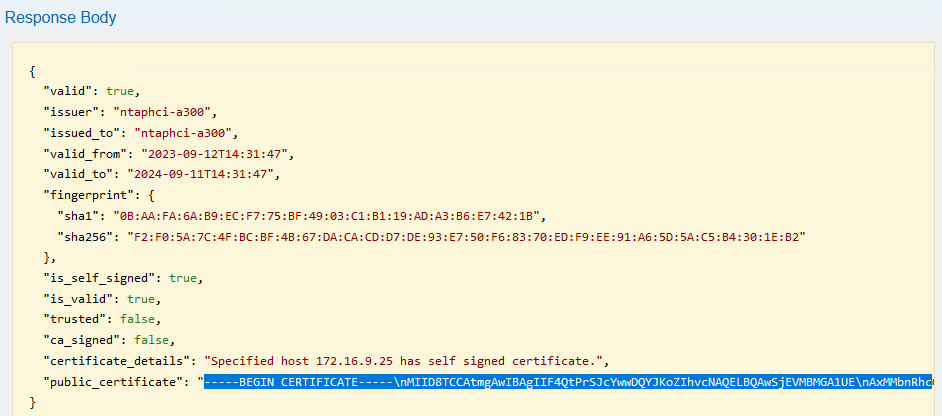 Response Body
{
"valid": true,
"issuer": "ntaphci-a300",
"issued_to": "ntaphci-a300",
"valid_from": "2023-09-12T14:31:47",
"valid_to": "2024-09-11T14:31:47",
"fingerprint": {
"sha1": "0B:AA:FA:6A:B9:EC:F7:75:BF:49:03:C1:B1:19:AD:A3:B6:E7:42:1B",
"sha256": "F2:F0:5A:7C:4F:BC:BF:4B:67:DA:CA:CD:D7:DE:93:E7:50:F6:83:70:ED:F9:EE:91:A6:5D:5A:C5:B4:30:1E:B2"
},
"is_self_signed": true,
"is_valid": true,
"trusted": false,
"ca_signed": false,
"certificate_details": "Specified host 172.16.9.25 has self signed certificate.",
"public_certificate": "-----BEGIN CERTIFICATE-----\nMIID8TCCAtmgAwIBAgIIF4QtPrSJcYwwDQYJKoZIhvcNAQELBQAwSjEVMBMGA1UE\nAxMMbnRhc
}